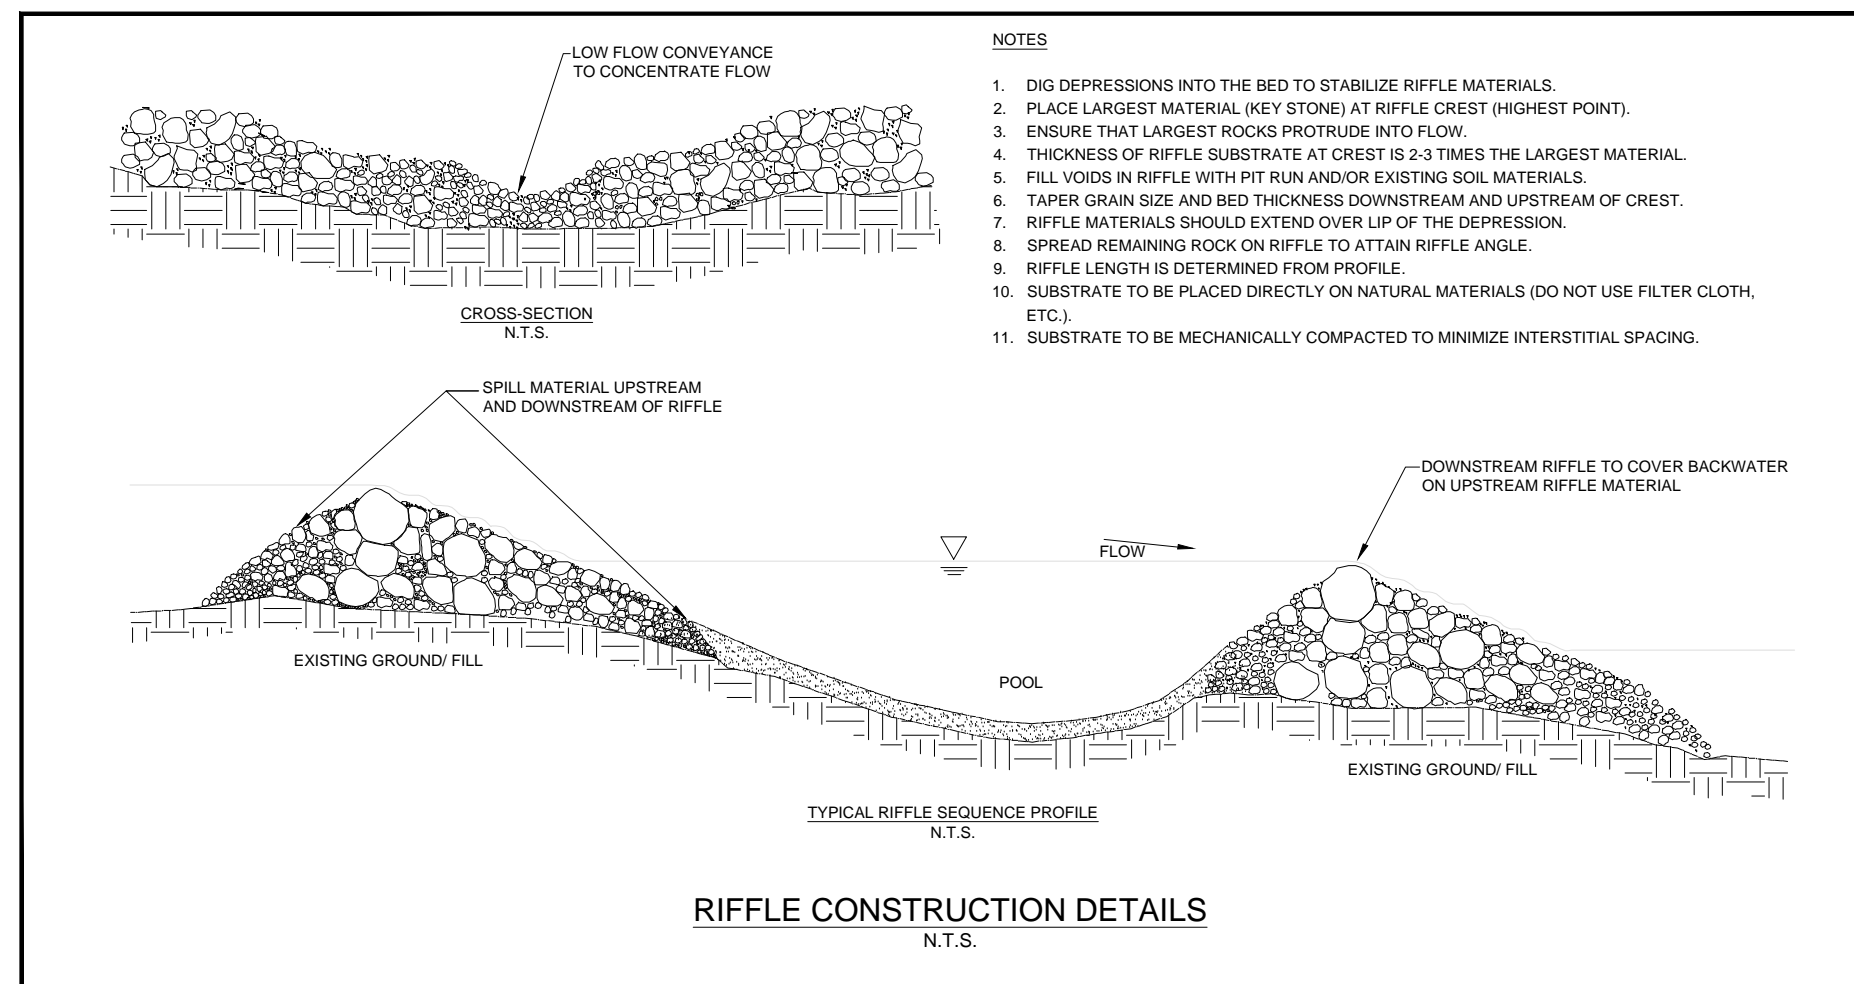 LOW FLOW CONVEYANCE
TO CONCENTRATE FLOW
CROSS-SECTION
N.T.S.
NOTES
1. DIG DEPRESSIONS INTO THE BED TO STABILIZE RIFFLE MATERIALS.
2. PLACE LARGEST MATERIAL (KEY STONE) AT RIFFLE CREST (HIGHEST POINT).
3. ENSURE THAT LARGEST ROCKS PROTRUDE INTO FLOW.
4. THICKNESS OF RIFFLE SUBSTRATE AT CREST IS 2-3 TIMES THE LARGEST MATERIAL.
5. FILL VOIDS IN RIFFLE WITH PIT RUN AND/OR EXISTING SOIL MATERIALS.
6. TAPER GRAIN SIZE AND BED THICKNESS DOWNSTREAM AND UPSTREAM OF CREST.
7. RIFFLE MATERIALS SHOULD EXTEND OVER LIP OF THE DEPRESSION.
8. SPREAD REMAINING ROCK ON RIFFLE TO ATTAIN RIFFLE ANGLE.
9. RIFFLE LENGTH IS DETERMINED FROM PROFILE.
10. SUBSTRATE TO BE PLACED DIRECTLY ON NATURAL MATERIALS (DO NOT USE FILTER CLOTH,
ETC.).
11. SUBSTRATE TO BE MECHANICALLY COMPACTED TO MINIMIZE INTERSTITIAL SPACING.
SPILL MATERIAL UPSTREAM
AND DOWNSTREAM OF RIFFLE
DOWNSTREAM RIFFLE TO COVER BACKWATER
ON UPSTREAM RIFFLE MATERIAL
FLOW
EXISTING GROUND/ FILL
POOL
EXISTING GROUND/ FILL
TYPICAL RIFFLE SEQUENCE PROFILE
N.T.S.
RIFFLE CONSTRUCTION DETAILS
N.T.S.